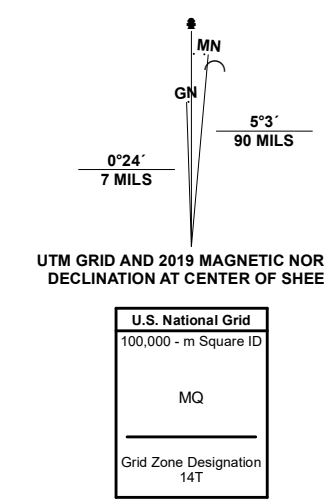 MN
GN
5°3´
90 MILS
0°24´
7 MILS
UTM GRID AND 2019 MAGNETIC NOR
DECLINATION AT CENTER OF SHEE
U.S. National Grid
100,000 - m Square ID
MQ
Grid Zone Designation
14T